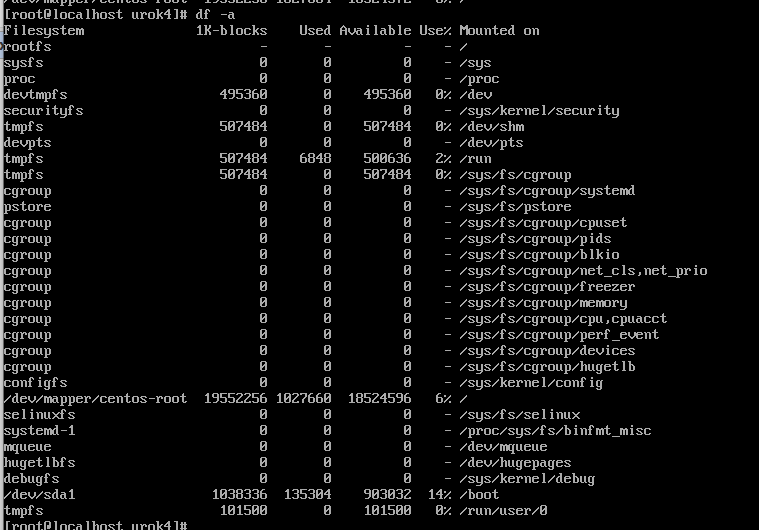 /dev/mapper/centos-root 19552256 1027664 18524592 6% /
[root@localhost urok4]# df -a
Filesystem 1K-blocks Used Available Use% Mounted on
rootfs - - - - /
sysfs 0 0 0 - /sys
proc 0 0 0 - /proc
devtmpfs 495360 0 495360 0% /dev
securityfs 0 0 0 - /sys/kernel/security
tmpfs 507484 0 507484 0% /dev/shm
devpts 0 0 0 - /dev/pts
tmpfs 507484 6848 500636 2% /run
tmpfs 507484 0 507484 0% /sys/fs/cgroup
cgroup 0 0 0 - /sys/fs/cgroup/systemd
pstore 0 0 0 - /sys/fs/pstore
cgroup 0 0 0 - /sys/fs/cgroup/cpuset
cgroup 0 0 0 - /sys/fs/cgroup/pids
cgroup 0 0 0 - /sys/fs/cgroup/blkio
cgroup 0 0 0 - /sys/fs/cgroup/net_cls,net_prio
cgroup 0 0 0 - /sys/fs/cgroup/freezer
cgroup 0 0 0 - /sys/fs/cgroup/memory
cgroup 0 0 0 - /sys/fs/cgroup/cpu,cpuacct
cgroup 0 0 0 - /sys/fs/cgroup/perf_event
cgroup 0 0 0 - /sys/fs/cgroup/devices
cgroup 0 0 0 - /sys/fs/cgroup/hugetlb
configfs 0 0 0 - /sys/kernel/config
/dev/mapper/centos-root 19552256 1027660 18524596 6% /
selinuxfs 0 0 0 - /sys/fs/selinux
systemd-1 0 0 0 - /proc/sys/fs/binfmt_misc
mqueue 0 0 0 - /dev/mqueue
hugetlbfs 0 0 0 - /dev/hugepages
debugfs 0 0 0 - /sys/kernel/debug
/dev/sda1 1038336 135304 903032 14% /boot
tmpfs 101500 0 101500 0% /run/user/0
[root@localhost urok4]#